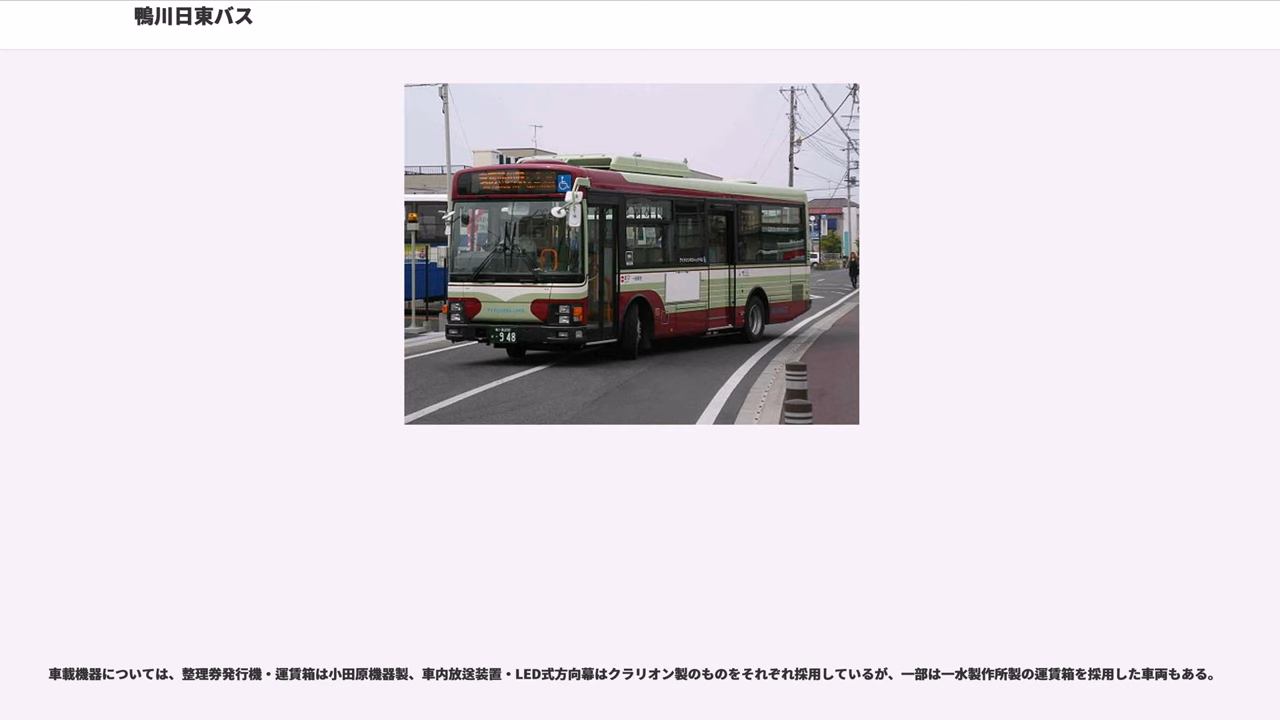 鴨川日東バス
948
車載機器については、整理券発行機・運賃箱は小田原機器製、車内放送装置・LED式方向幕はクラリオン製のものをそれぞれ採用しているが、一部は一水製作所製の運賃箱を採用した車両もある。